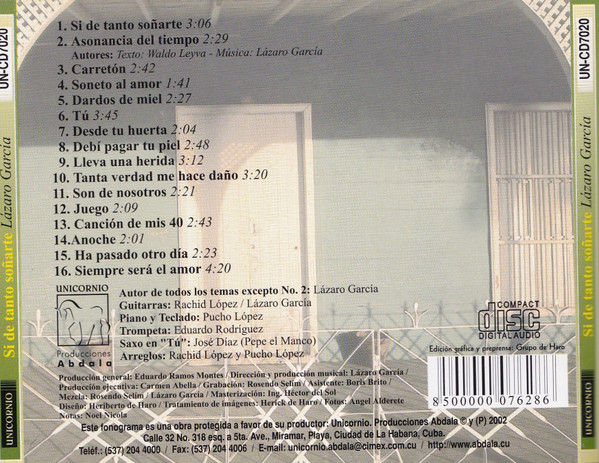 UN-CD7020
Si de tanto soñarte Lázaro García
UNICORNIO
1. Si de tanto soñarte 3:06
2. Asonancia del tiempo 2:29
Autores: Texto: Waldo Leyva - Música: Lázaro García
3. Carretón 2:42
4. Soneto al amor 1:41
5. Dardos de miel 2:27
6. Tú 3:45
7. Desde tu huerta 2:04
8. Debí pagar tu piel 2:48
9. Lleva una herida 3:12
10. Tanta verdad me hace daño 3:20
11. Son de nosotros 2:21
12. Juego 2:09
13. Canción de mis 40 2:43
14.Anoche 2:01
15. Ha pasado otro día 2:23
16. Siempre será el amor 4:20
UNICORNIO
Producciones
Abdala
Autor de todos los temas excepto No. 2: Lázaro García
Guitarras: Rachid López / Lázaro García
Piano y Teclado: Pucho López
Trompeta: Eduardo Rodríguez
Saxo en "Tú": José Díaz (Pepe el Manco)
Arreglos: Rachid y Pucho López
COMPACT
disc
DIGITAL AUDIO
Edición gráfica y preprensa: Grupo de Haro
Producción general: Eduardo Ramos Montes / Dirección y producción musical: Lázaro García /
Producción ejecutiva: Carmen Abella / Grabación: Rosendo Selim / Asistente: Boris Brito /
Mezcla: Rosendo Selim / Lázaro García / Masterización: Ing. Héctor del Sol
Diseño: Heriberto de Haro / Tratamiento de imágenes: Herick de Haro / Fotos: Angel Alderete
Notas: Noel Nicola
8500000076286
Este fonograma es una obra protegida a favor de su productor: Unicornio. Producciones Abdala © y (P) 2002
Calle 32 No. 318 esq. a 5ta. Ave., Miramar, Playa, Ciudad de La Habana, Cuba.
Telf.: (537) 204 4009 / Fax: (537) 204 4006 / E-mail: unicornio.abdala@cimex.com.cu / http://www.abdala.cu
UN-CD7020
Si de tanto soñarte Lázaro García
UNICORNIO